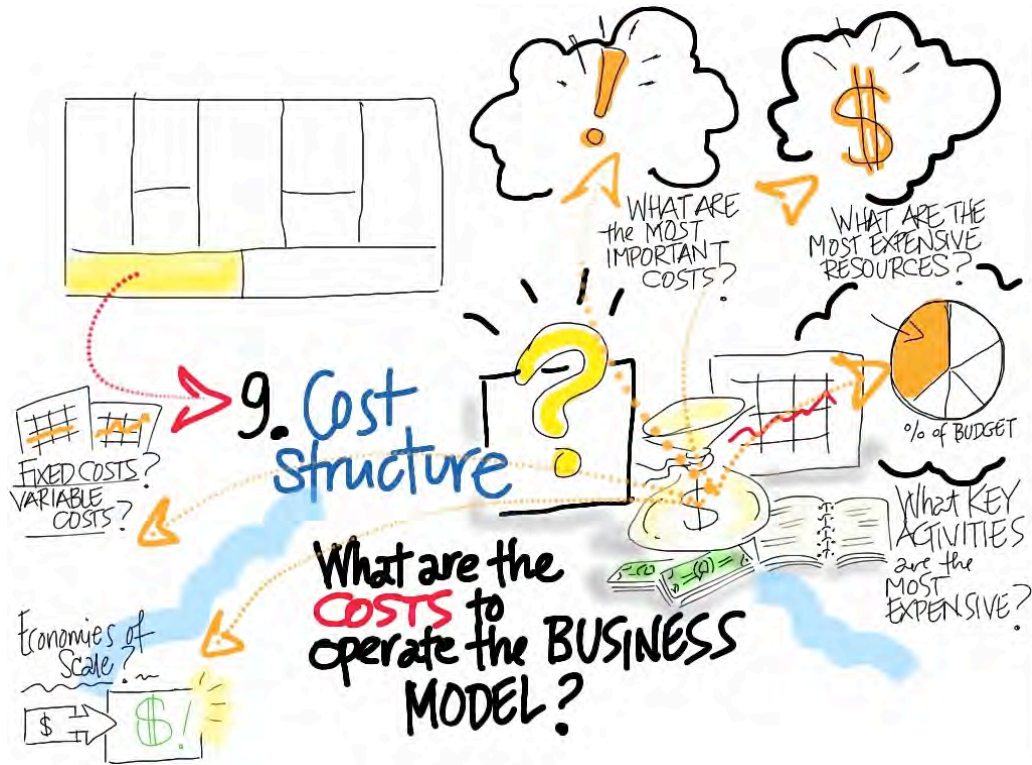 WHAT ARE
the MOST
IMPORTANT
COSTS?
$
WHAT ARE THE
MOST EXPENSIVE
RESOURCES?
9. Cost
structure
% of BUDGET
FIXED COSTS?
VARIABLE
COSTS?
$
What KEY
ACTIVITIES
are the
MOST
EXPENSIVE?
What are the
COSTS to
operate the BUSINESS
MODEL?
Economies of
Scale?
$
$!